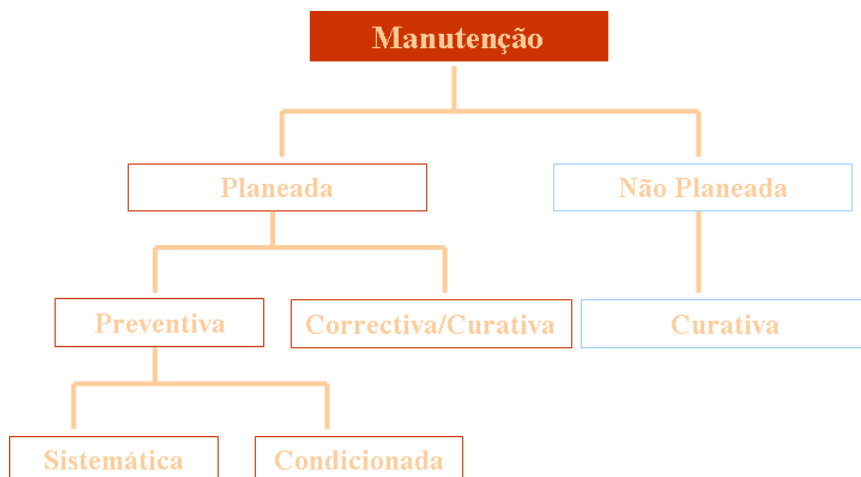 Manutenção
Planeada
Não Planeada
Preventiva
Correctiva/Curativa
Curativa
Sistemática
Condicionada